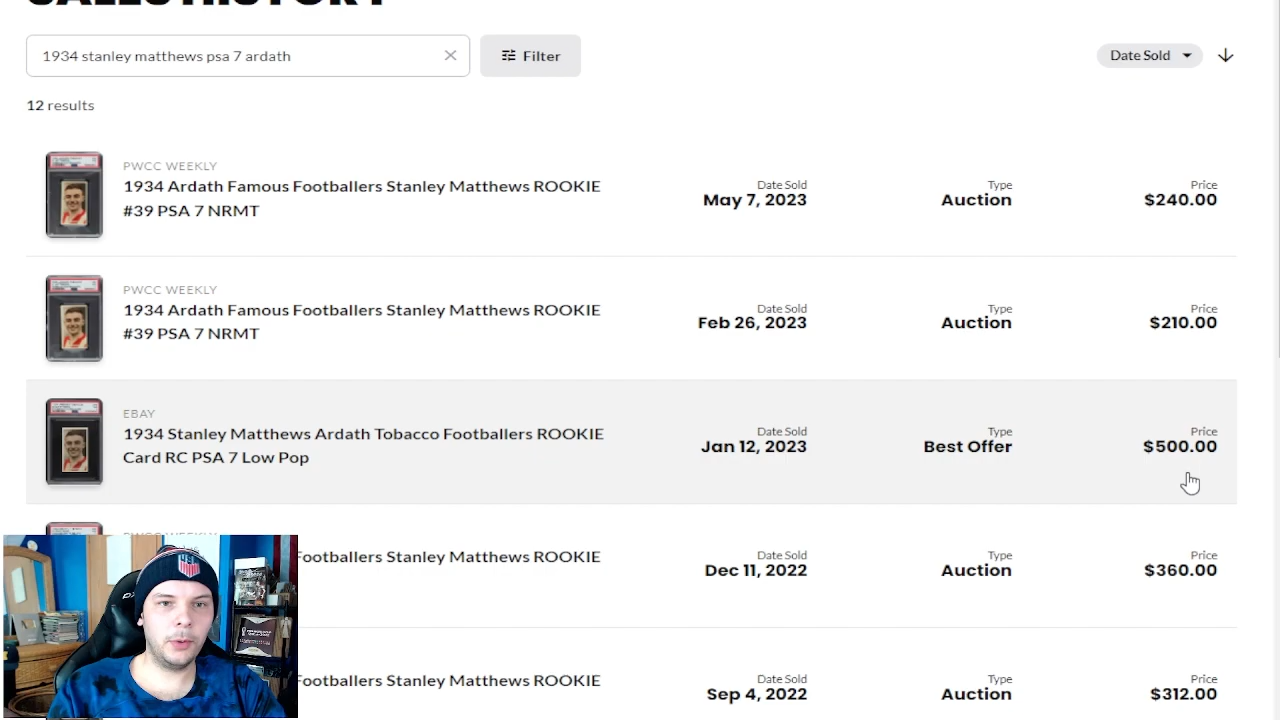 1934 stanley matthews psa 7 ardath
Filter
Date Sold
12 results
PWCC WEEKLY
1934 Ardath Famous Footballers Stanley Matthews ROOKIE
#39 PSA 7 NRMT
Date Sold
May 7, 2023
Type
Auction
Price
$240.00
PWCC WEEKLY
1934 Ardath Famous Footballers Stanley Matthews ROOKIE
#39 PSA 7 NRMT
Date Sold
Feb 26, 2023
Type
Auction
Price
$210.00
EBAY
1934 Stanley Matthews Ardath Tobacco Footballers ROOKIE
Card RC PSA 7 Low Pop
Date Sold
Jan 12, 2023
Type
Best Offer
Price
$500.00
Footballers Stanley Matthews ROOKIE
Date Sold
Dec 11, 2022
Type
Auction
Price
$360.00
Footballers Stanley Matthews ROOKIE
Date Sold
Sep 4, 2022
Type
Auction
Price
$312.00